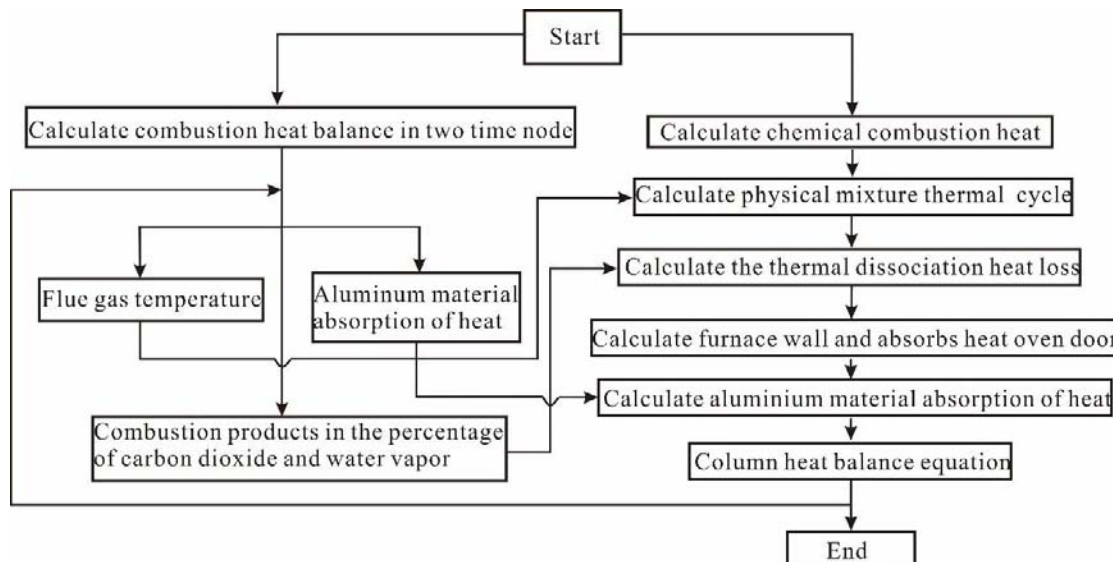 Start
Calculate combustion heat balance in two time node
Calculate chemical combustion heat
Calculate physical mixture thermal cycle
Calculate the thermal dissociation heat loss
Flue gas temperature
Aluminum material
absorption of heat
Calculate furnace wall and absorbs heat oven door
Calculate aluminium material absorption of heat
Combustion products in the percentage
of carbon dioxide and water vapor
Column heat balance equation
End